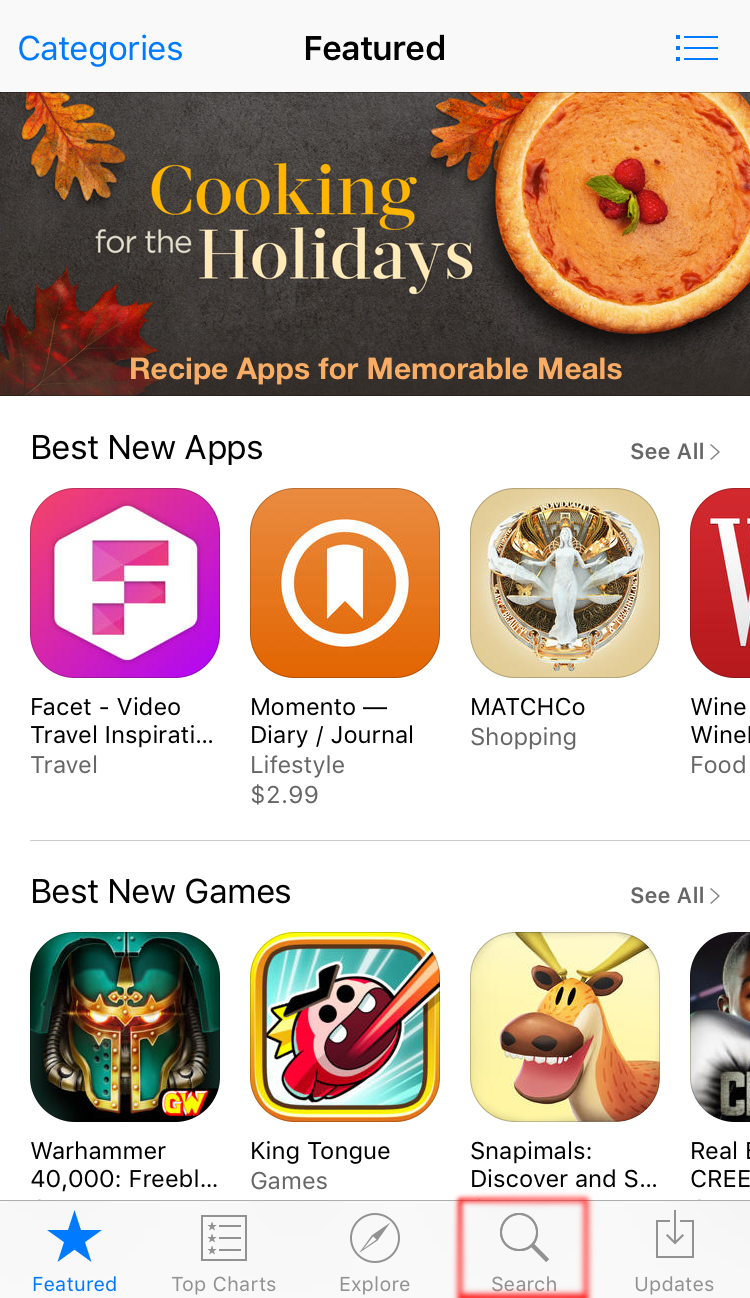 Categories
Featured
Cooking
for the Holidays
Recipe Apps for Memorable Meals
Best New Apps
See All
Facet - Video
Travel Inspirati...
Travel
Momento —
Diary / Journal
Lifestyle
$2.99
MATCHCo
Shopping
Wine
Food
Best New Games
See All
GW
Warhammer
40,000: Freebl...
King Tongue
Games
Snapimals:
Discover and S...
Real
CREE
Featured
Top Charts
Explore
Search
Updates